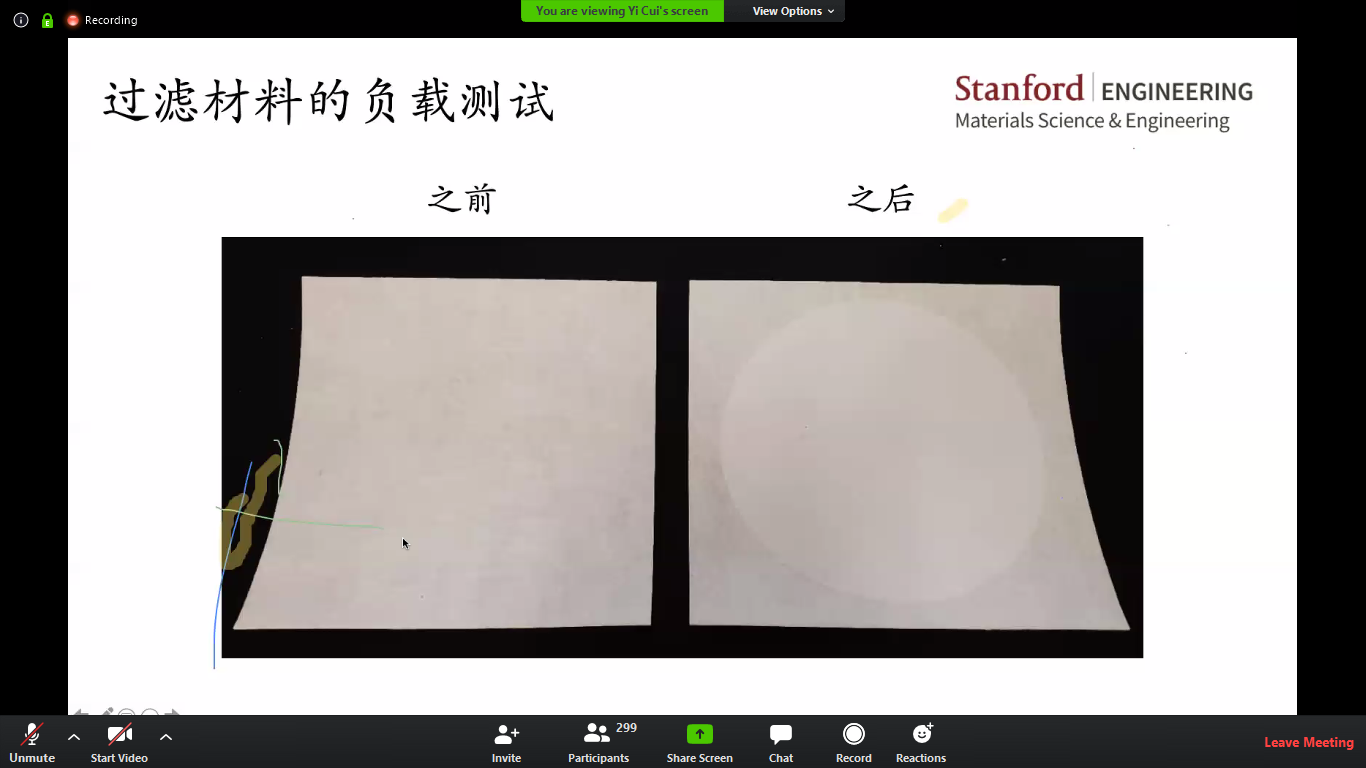 You are viewing Yi Cui's screen
View Options
Recording
过滤材料的负载测试
Stanford ENGINEERING
Materials Science & Engineering
之前
之后
Unmute
Start Video
Invite
Participants
299
Share Screen
Chat
Record
Reactions
Leave Meeting